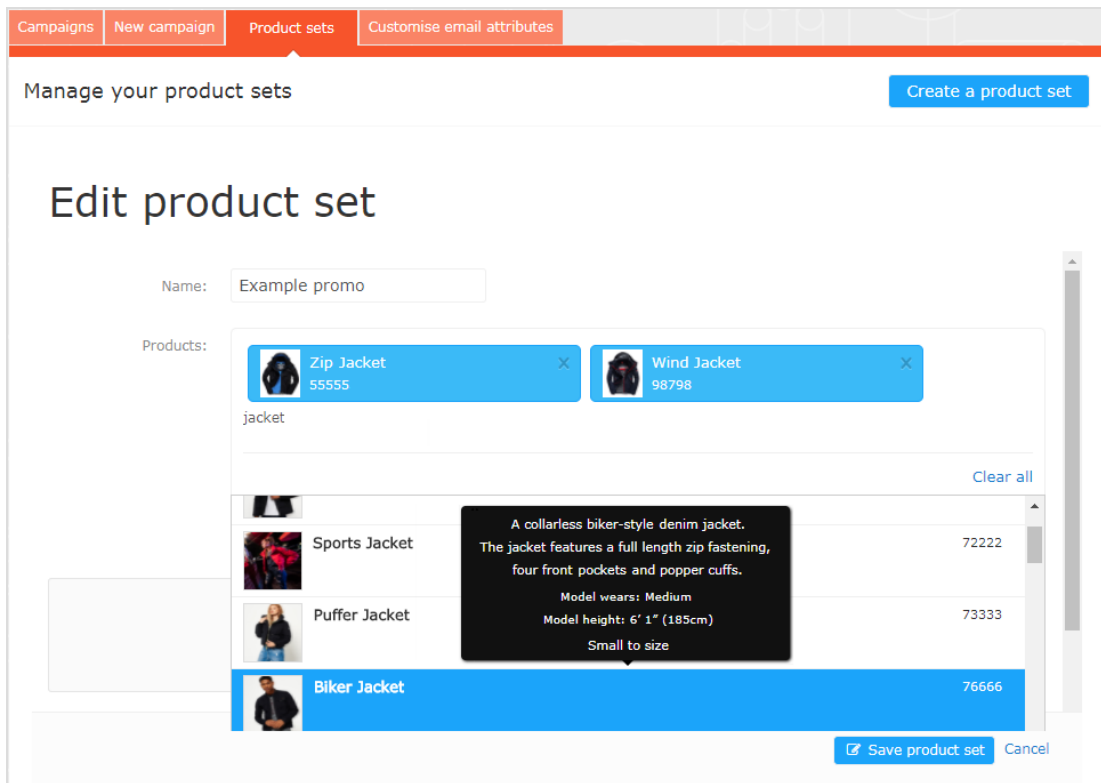 Campaigns
New campaign
Product sets
Customise email attributes
Manage your product sets
Create a product set
Edit product set
Name:
Example promo
Products:
Zip Jacket
x
55555
Wind Jacket
x
98798
jacket
Clear all
A collarless biker-style denim jacket.
The jacket features a full length zip fastening,
four front pockets and popper cuffs.
Model wears: Medium
Model height: 6’ 1” (185cm)
Small to size
Sports Jacket
72222
Puffer Jacket
73333
Biker Jacket
76666
Save product set
Cancel